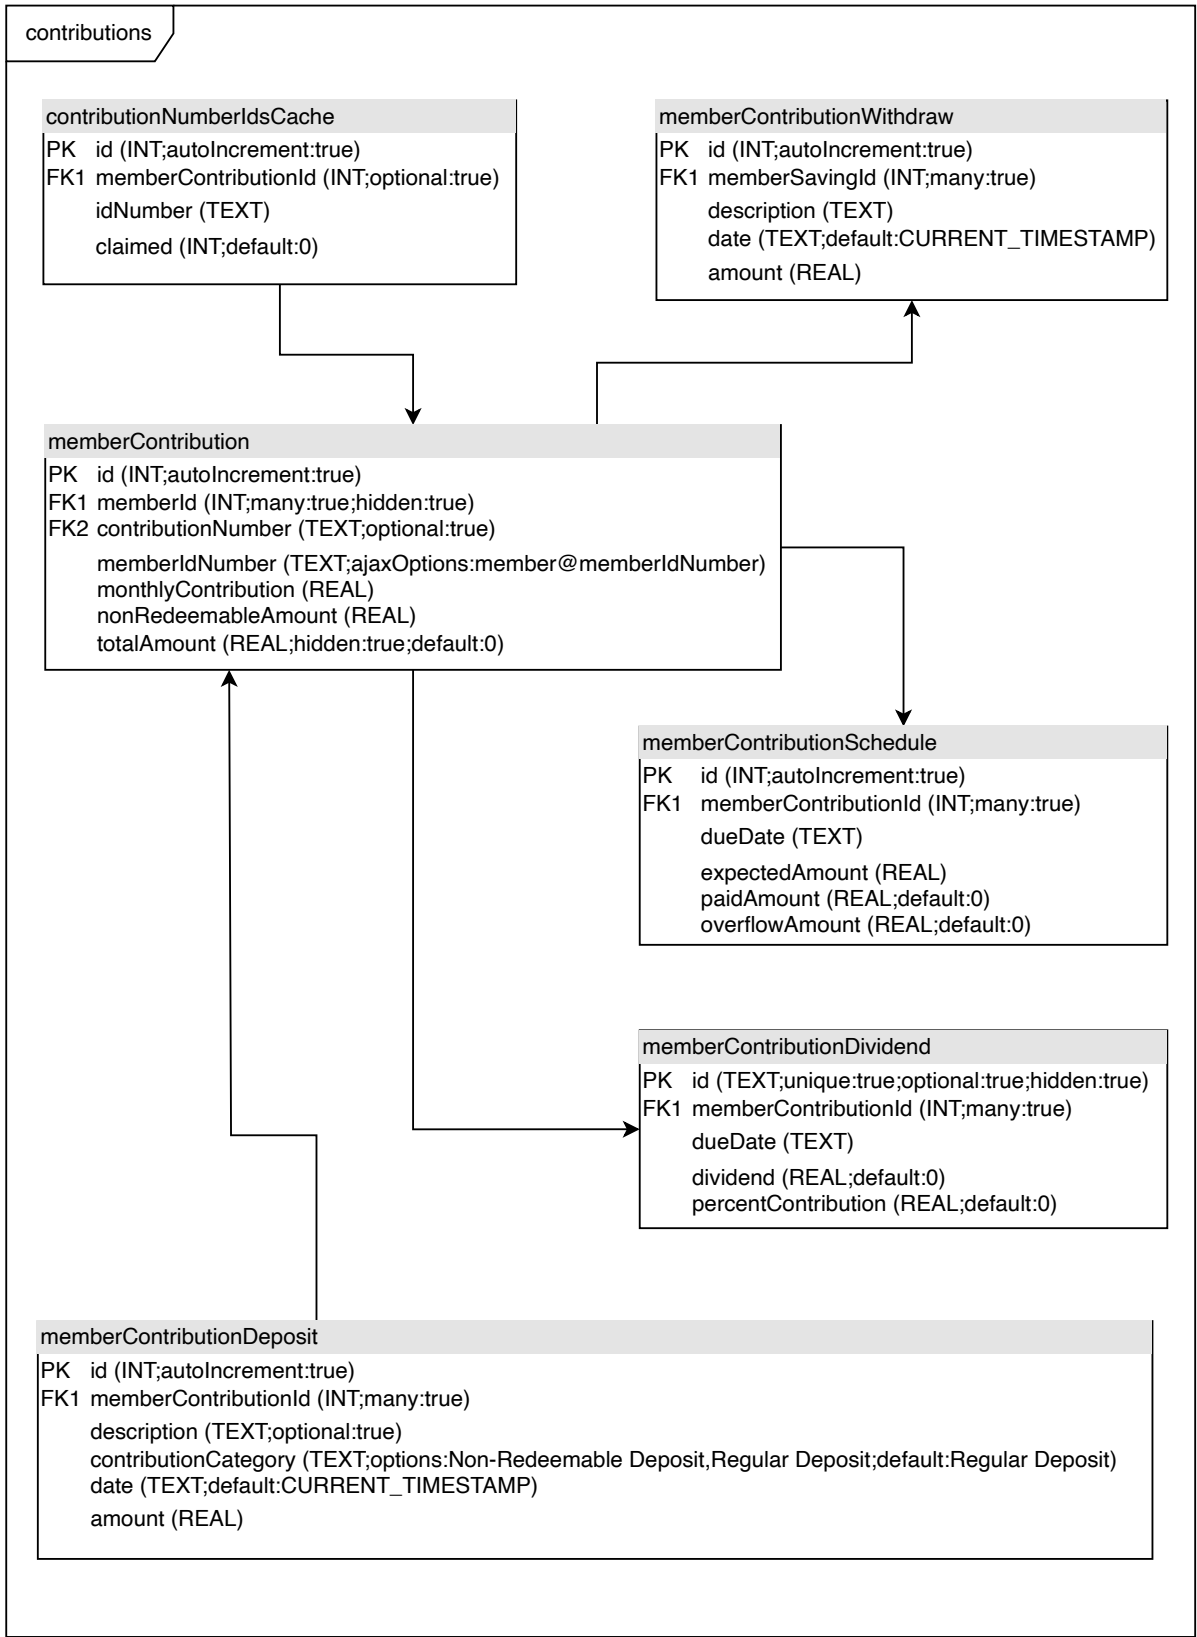 contributions
contributionNumberIdsCache
PK id (INT;autoIncrement:true)
FK1 memberContributionId (INT;optional:true)
idNumber (TEXT)
claimed (INT;default:0)
memberContributionWithdraw
PK id (INT;autoIncrement:true)
FK1 memberSavingId (INT;many:true)
description (TEXT)
date (TEXT;default:CURRENT_TIMESTAMP)
amount (REAL)
memberContribution
PK id (INT;autoIncrement:true)
FK1 memberId (INT;many:true;hidden:true)
FK2 contributionNumber (TEXT;optional:true)
memberIdNumber (TEXT;ajaxOptions:member@memberIdNumber)
monthlyContribution (REAL)
nonRedeemableAmount (REAL)
totalAmount (REAL;hidden:true;default:0)
memberContributionSchedule
PK id (INT;autoIncrement:true)
FK1 memberContributionId (INT;many:true)
dueDate (TEXT)
expectedAmount (REAL)
paidAmount (REAL;default:0)
overflowAmount (REAL;default:0)
memberContributionDividend
PK id (TEXT;unique:true;optional:true;hidden:true)
FK1 memberContributionId (INT;many:true)
dueDate (TEXT)
dividend (REAL;default:0)
percentContribution (REAL;default:0)
memberContributionDeposit
PK id (INT;autoIncrement:true)
FK1 memberContributionId (INT;many:true)
description (TEXT;optional:true)
contributionCategory (TEXT;options:Non-Redeemable Deposit,Regular Deposit;default:Regular Deposit)
date (TEXT;default:CURRENT_TIMESTAMP)
amount (REAL)